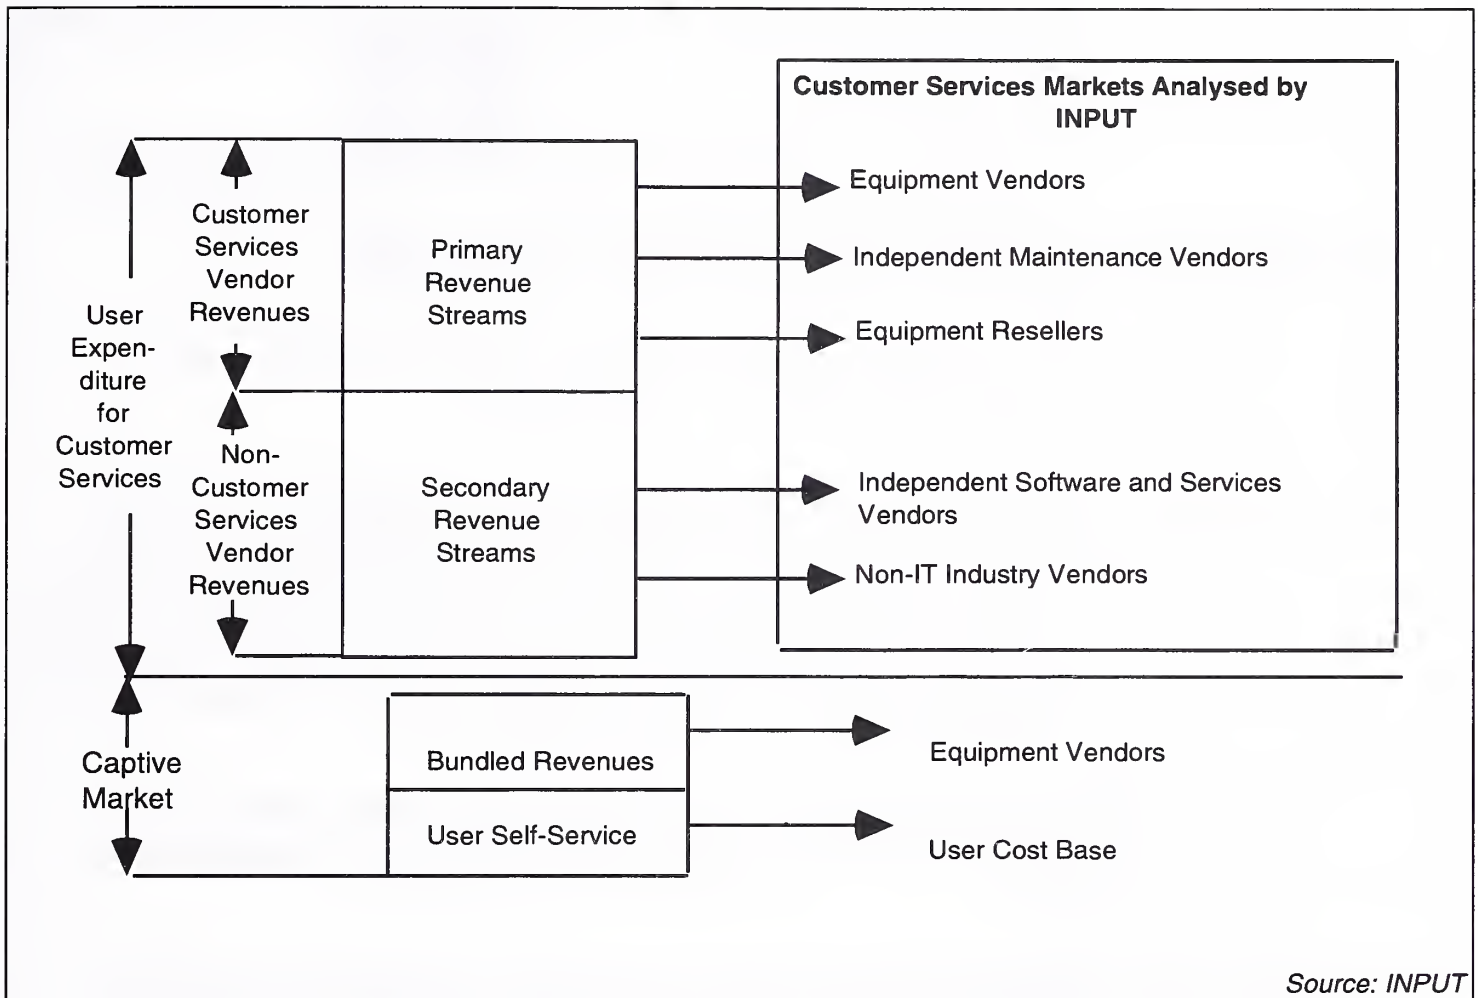 Customer Services Markets Analysed by
INPUT
User
Expen-
diture
for
Customer
Services
Customer
Services
Vendor
Revenues
Non-
Customer
Services
Vendor
Revenues
Primary
Revenue
Streams
Secondary
Revenue
Streams
Equipment Vendors
Independent Maintenance Vendors
Equipment Resellers
Independent Software and Services
Vendors
Non-IT Industry Vendors
Captive
Market
Bundled Revenues
User Self-Service
Equipment Vendors
User Cost Base
Source: INPUT